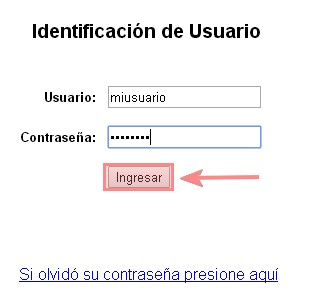 Identificación de Usuario
Usuario: miusuario
Contraseña: ••••••••
Ingresar
Si olvidó su contraseña presione aquí